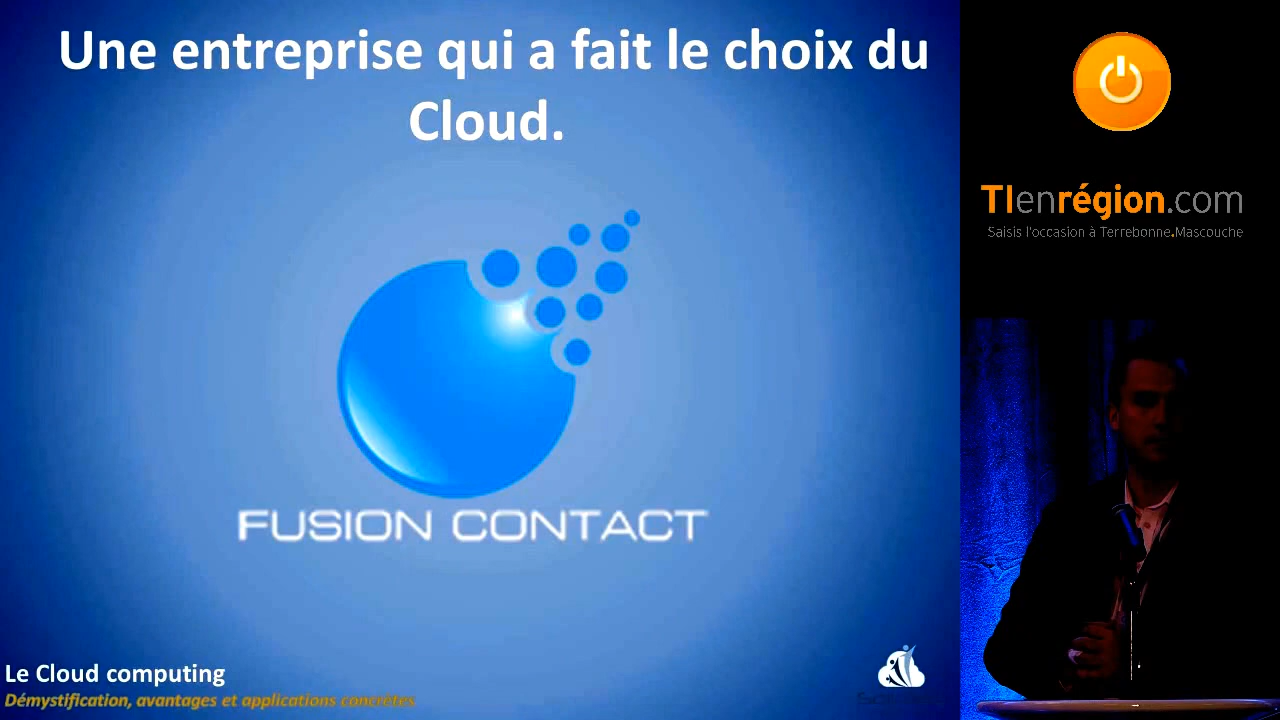 Une entreprise qui a fait le choix du
Cloud.
FUSION CONTACT
Le Cloud computing
Démystification, avantages et applications concrètes
TIenrégion.com
Saisis l'occasion à Terrebonne.Mascouche